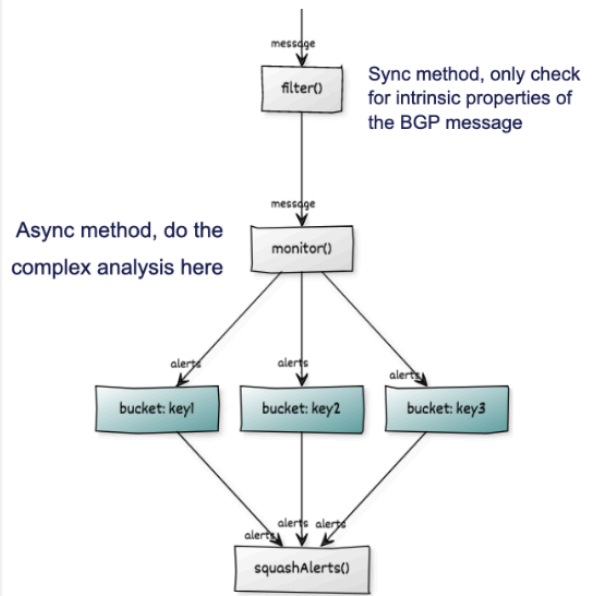 message
filter()
Sync method, only check
for intrinsic properties of
the BGP message
message
Async method, do the
complex analysis here
monitor()
alerts
alerts
alerts
bucket: key1
bucket: key2
bucket: key3
alerts
alerts
alerts
squashAlerts()